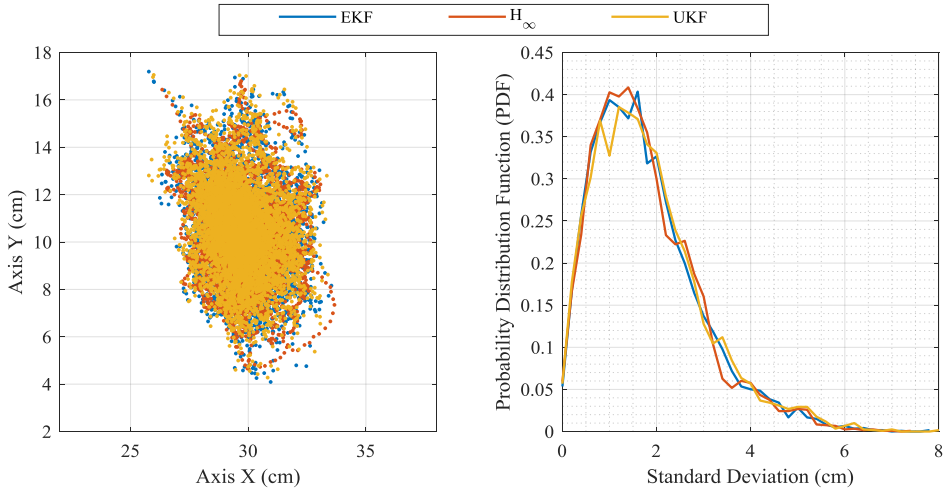 EKF H∞ UKF
18
16
14
12
10
8
6
4
2
Axis Y (cm)
25 30 35
Axis X (cm)
0.45
0.4
0.35
0.3
0.25
0.2
0.15
0.1
0.05
0
Probability Distribution Function (PDF)
0 2 4 6 8
Standard Deviation (cm)